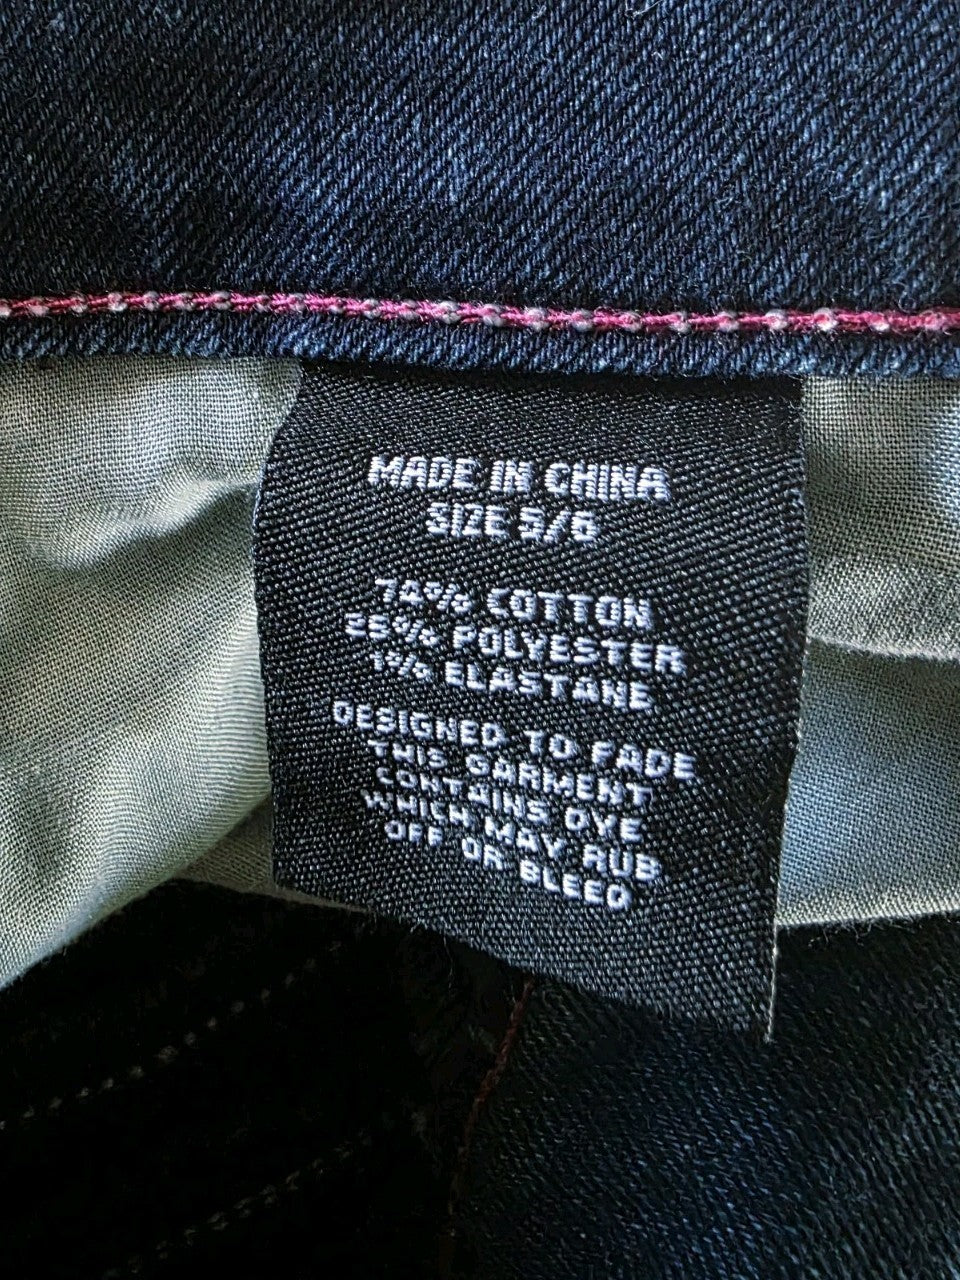 MADE IN CHINA
SIZE 5/6
74% COTTON
25% POLYESTER
1% ELASTANE
DESIGNED TO FADE
THIS GARMENT
CONTAINS DYE
WHICH MAY RUB
OFF OR BLEED